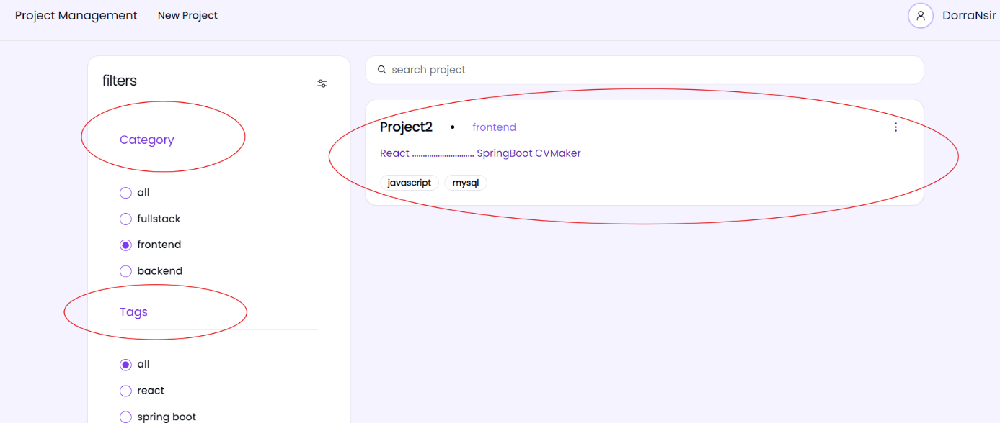 Project Management New Project DorraNsir
filters
Category
all
fullstack
frontend
backend
Tags
all
react
spring boot
search project
Project2 • frontend
React ............................. SpringBoot CVMaker
javascript mysql